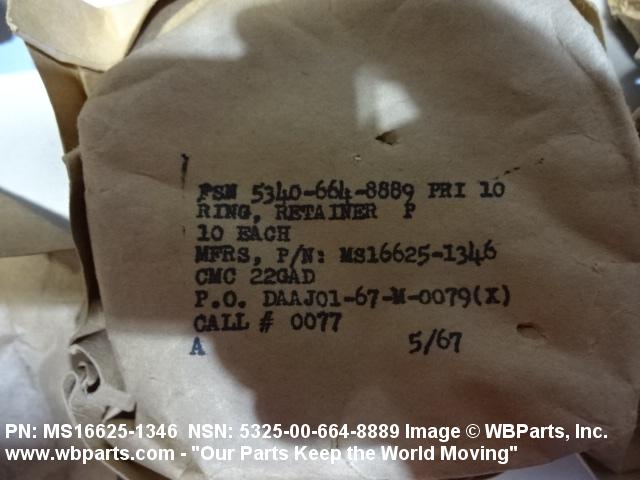 FSN 5340-664-8889 PRI 10
RING, RETAINER P
10 EACH
MFRS, P/N: MS16625-1346
CMC 22GAD
P.O. DAAJ01-67-M-0079(X)
CALL # 0077
A 5/67
PN: MS16625-1346 NSN: 5325-00-664-8889 Image © WBParts, Inc.
www.wbparts.com - "Our Parts Keep the World Moving"